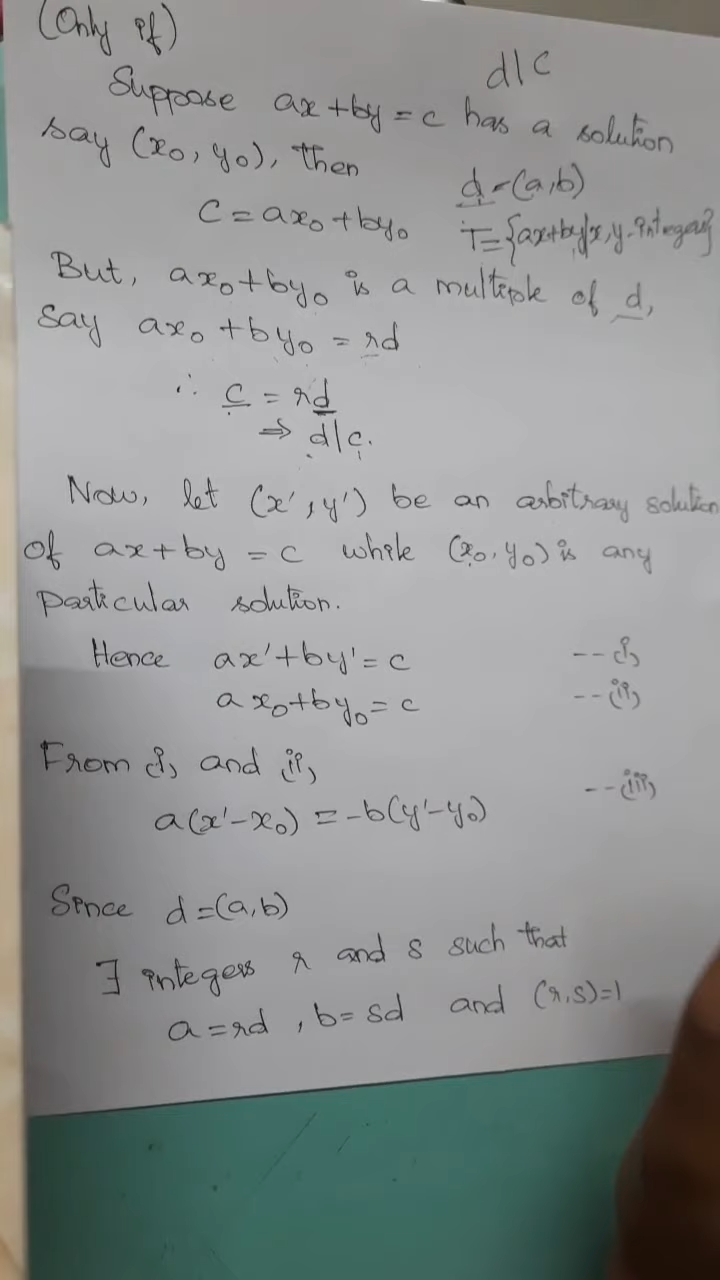 (Only if)
d|c
Suppose ax+by=c has a solution
say (x₀, y₀), then
d=(a,b)
c=ax₀+by₀
T={ax+by|x,y-integers}
But, ax₀+by₀ is a multiple of d,
say ax₀+by₀ = rd
∴ c = rd
⇒ d|c.
Now, let (x',y') be an arbitrary solution
of ax+by=c while (x₀,y₀) is any
particular solution.
Hence ax'+by'=c --(i)
ax₀+by₀=c --(ii)
From (i) and (ii)
a(x'-x₀) = -b(y'-y₀) --(iii)
Since d=(a,b)
∃ integers r and s such that
a=rd, b=sd and (r,s)=1